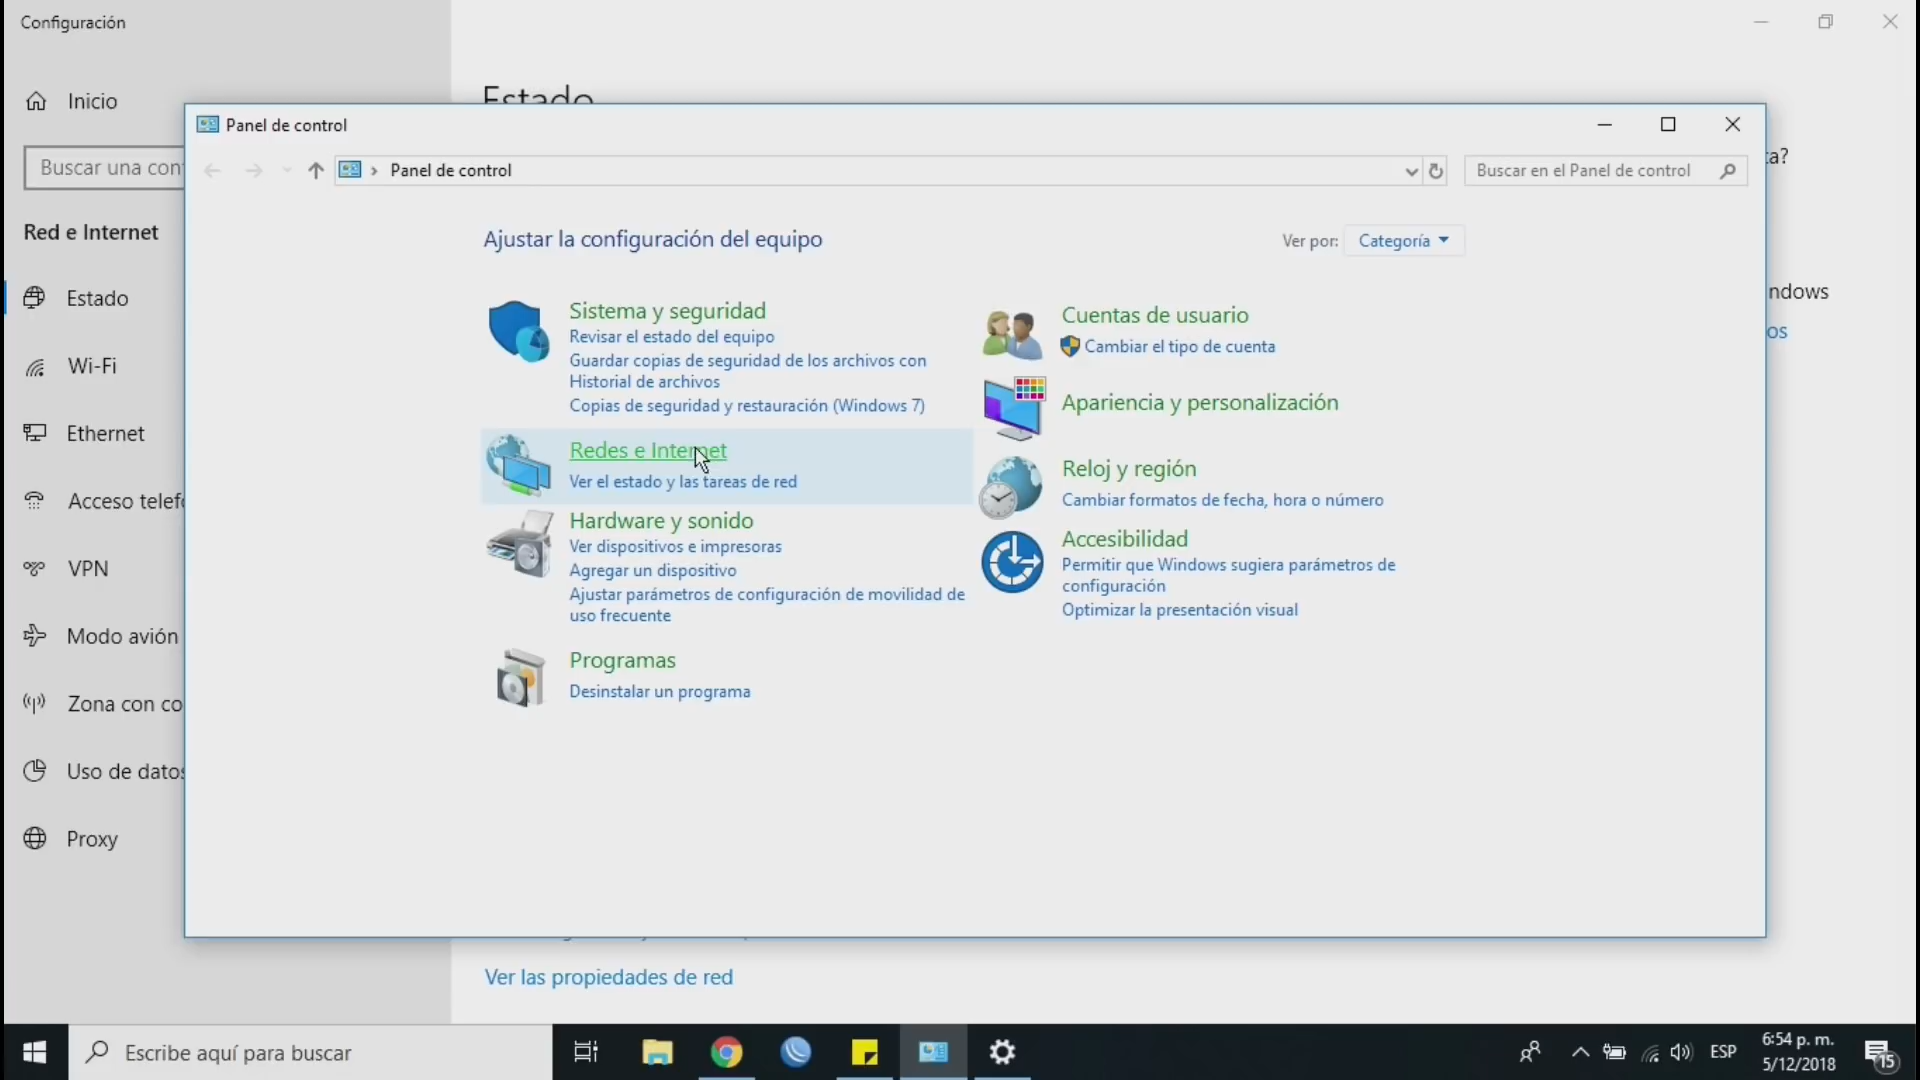 Configuración
Inicio
Estado
Panel de control
Buscar una con
Panel de control
Buscar en el Panel de control
Red e Internet
Ajustar la configuración del equipo
Ver por: Categoría
Estado
Wi-Fi
Ethernet
Acceso telef
VPN
Modo avión
Zona con co
Uso de datos
Proxy
Sistema y seguridad
Revisar el estado del equipo
Guardar copias de seguridad de los archivos con
Historial de archivos
Copias de seguridad y restauración (Windows 7)
Redes e Internet
Ver el estado y las tareas de red
Hardware y sonido
Ver dispositivos e impresoras
Agregar un dispositivo
Ajustar parámetros de configuración de movilidad de
uso frecuente
Programas
Desinstalar un programa
Cuentas de usuario
Cambiar el tipo de cuenta
Apariencia y personalización
Reloj y región
Cambiar formatos de fecha, hora o número
Accesibilidad
Permitir que Windows sugiera parámetros de
configuración
Optimizar la presentación visual
ta?
ndows
os
Ver las propiedades de red
Escribe aquí para buscar
ESP
6:54 p. m.
5/12/2018
15